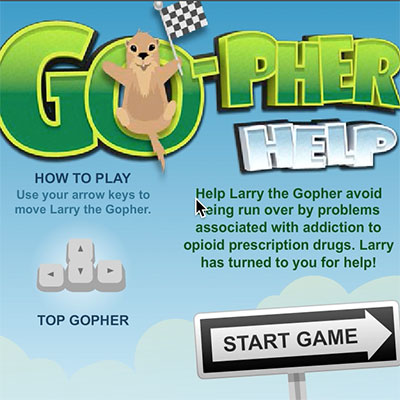 GO-PHER
HELP
HOW TO PLAY
Use your arrow keys to
move Larry the Gopher.
TOP GOPHER
Help Larry the Gopher avoid
being run over by problems
associated with addiction to
opioid prescription drugs. Larry
has turned to you for help!
START GAME